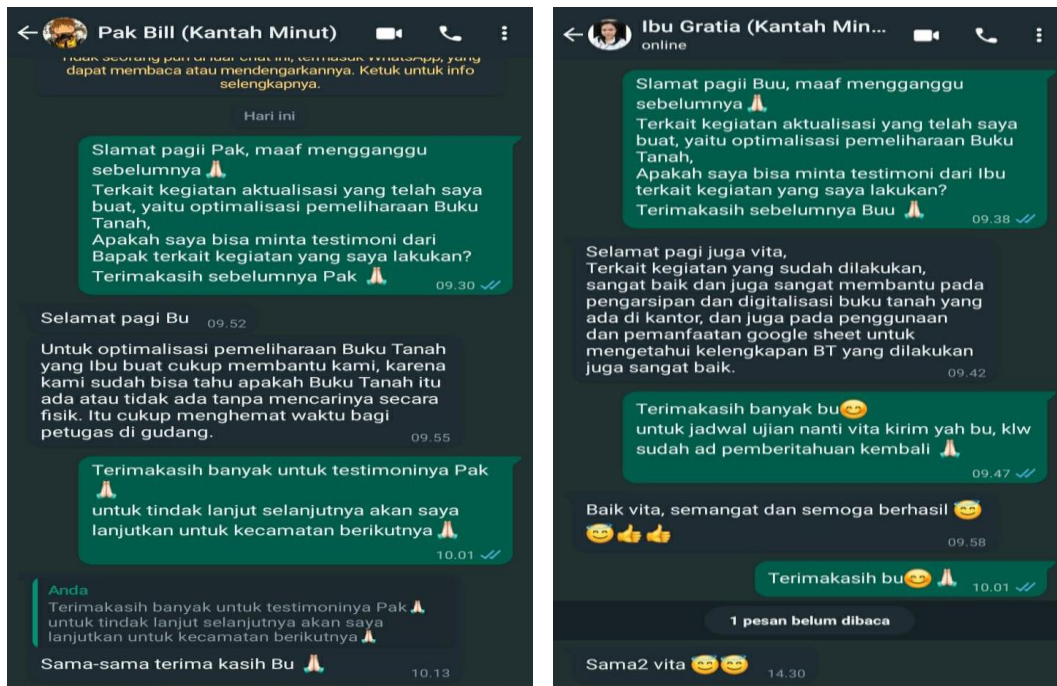 Pak Bill (Kantah Minut)
dapat membaca atau mendengarkannya. Ketuk untuk info
selengkapnya.
Hari ini
Slamat pagii Pak, maaf mengganggu
sebelumnya 🙏🏻
Terkait kegiatan aktualisasi yang telah saya
buat, yaitu optimalisasi pemeliharaan Buku
Tanah,
Apakah saya bisa minta testimoni dari
Bapak terkait kegiatan yang saya lakukan?
Terimakasih sebelumnya Pak 🙏🏻
09.30
Selamat pagi Bu
09.52
Untuk optimalisasi pemeliharaan Buku Tanah
yang Ibu buat cukup membantu kami, karena
kami sudah bisa tahu apakah Buku Tanah itu
ada atau tidak ada tanpa mencarinya secara
fisik. Itu cukup menghemat waktu bagi
petugas di gudang.
09.55
Terimakasih banyak untuk testimoninya Pak
🙏🏻
untuk tindak lanjut selanjutnya akan saya
lanjutkan untuk kecamatan berikutnya 🙏🏻
10.01
Anda
Terimakasih banyak untuk testimoninya Pak🙏🏻
untuk tindak lanjut selanjutnya akan saya
lanjutkan untuk kecamatan berikutnya🙏🏻
Sama-sama terima kasih Bu 🙏🏻
10.13
Ibu Gratia (Kantah Min...
online
Slamat pagii Buu, maaf mengganggu
sebelumnya 🙏🏻
Terkait kegiatan aktualisasi yang telah saya
buat, yaitu optimalisasi pemeliharaan Buku
Tanah,
Apakah saya bisa minta testimoni dari Ibu
terkait kegiatan yang saya lakukan?
Terimakasih sebelumnya Buu 🙏🏻
09.38
Selamat pagi juga vita,
Terkait kegiatan yang sudah dilakukan,
sangat baik dan juga sangat membantu pada
pengarsipan dan digitalisasi buku tanah yang
ada di kantor, dan juga pada penggunaan
dan pemanfaatan google sheet untuk
mengetahui kelengkapan BT yang dilakukan
juga sangat baik.
09.42
Terimakasih banyak bu😊
untuk jadwal ujian nanti vita kirim yah bu, klw
sudah ad pemberitahuan kembali 🙏🏻
09.47
Baik vita, semangat dan semoga berhasil 😇
😇👍👍
09.58
Terimakasih bu😊🙏🏻
10.01
1 pesan belum dibaca
Sama2 vita 😇😇
14.30